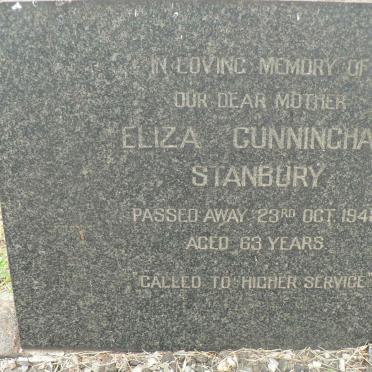 IN LOVING MEMORY OF
OUR DEAR MOTHER
ELIZA CUNNINGHA
STANBURY
PASSED AWAY 23RD OCT. 194
AGED 63 YEARS
"CALLED TO HIGHER SERVICE"